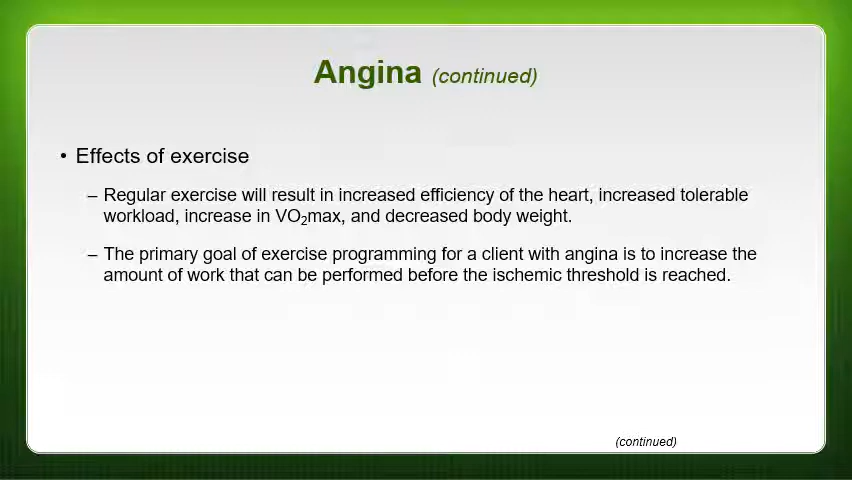 Angina (continued)
• Effects of exercise
– Regular exercise will result in increased efficiency of the heart, increased tolerable
workload, increase in VO₂max, and decreased body weight.
– The primary goal of exercise programming for a client with angina is to increase the
amount of work that can be performed before the ischemic threshold is reached.
(continued)